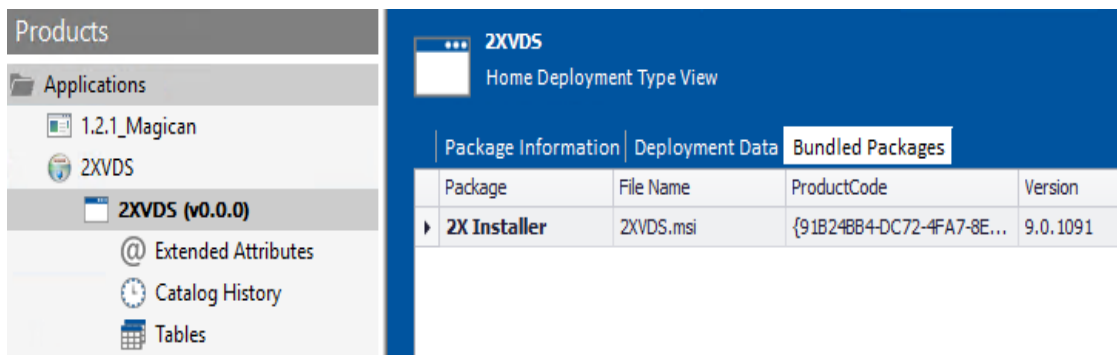 Products
Applications
1.2.1_Magican
2XVDS
2XVDS (v0.0.0)
Extended Attributes
Catalog History
Tables
2XVDS
Home Deployment Type View
Package Information Deployment Data Bundled Packages
Package File Name ProductCode Version
2X Installer 2XVDS.msi {91B24BB4-DC72-4FA7-8E... 9.0.1091